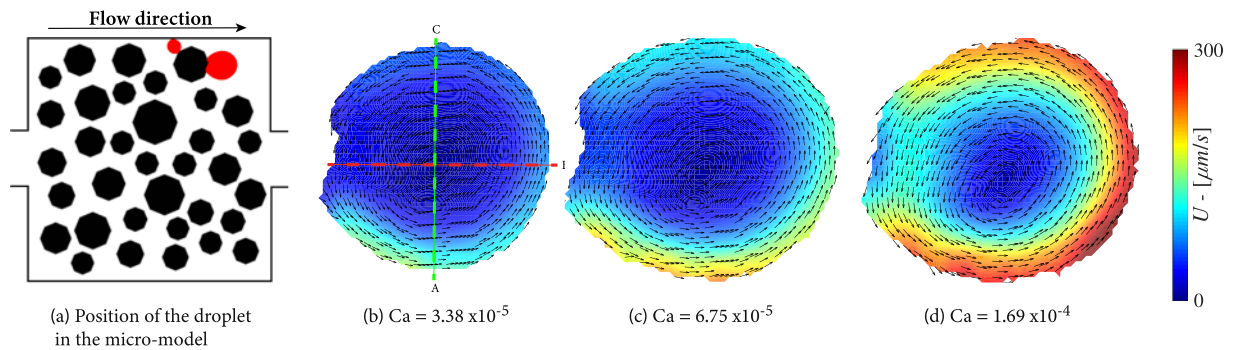 Flow direction
C
I
A
300
U - [μm/s]
0
(a) Position of the droplet
in the micro-model
(b) Ca = 3.38 x10-5
(c) Ca = 6.75 x10-5
(d) Ca = 1.69 x10-4